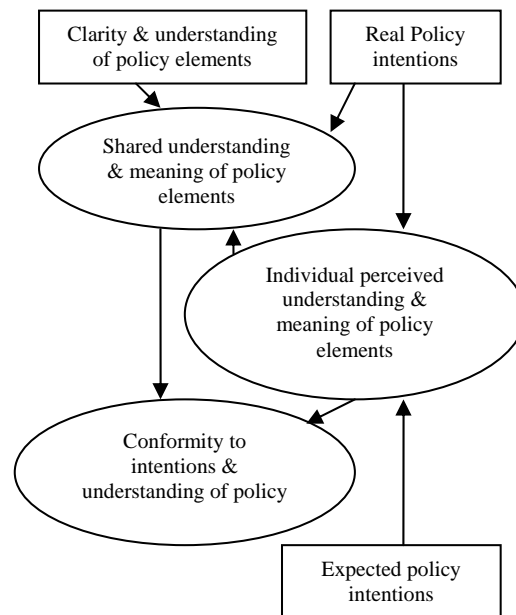 Clarity & understanding
of policy elements
Real Policy
intentions
Shared understanding
& meaning of policy
elements
Individual perceived
understanding &
meaning of policy
elements
Conformity to
intentions &
understanding of policy
Expected policy
intentions